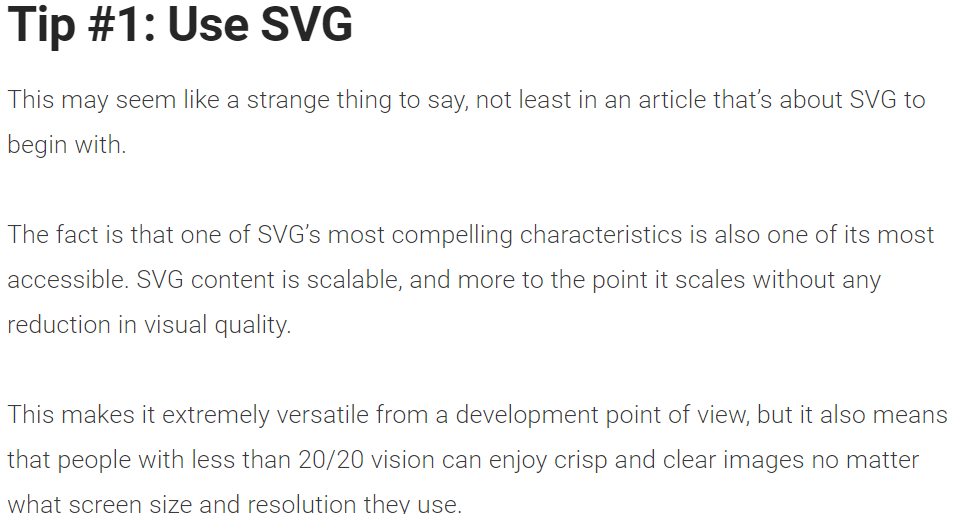 Tip #1: Use SVG
This may seem like a strange thing to say, not least in an article that’s about SVG to
begin with.
The fact is that one of SVG’s most compelling characteristics is also one of its most
accessible. SVG content is scalable, and more to the point it scales without any
reduction in visual quality.
This makes it extremely versatile from a development point of view, but it also means
that people with less than 20/20 vision can enjoy crisp and clear images no matter
what screen size and resolution they use.